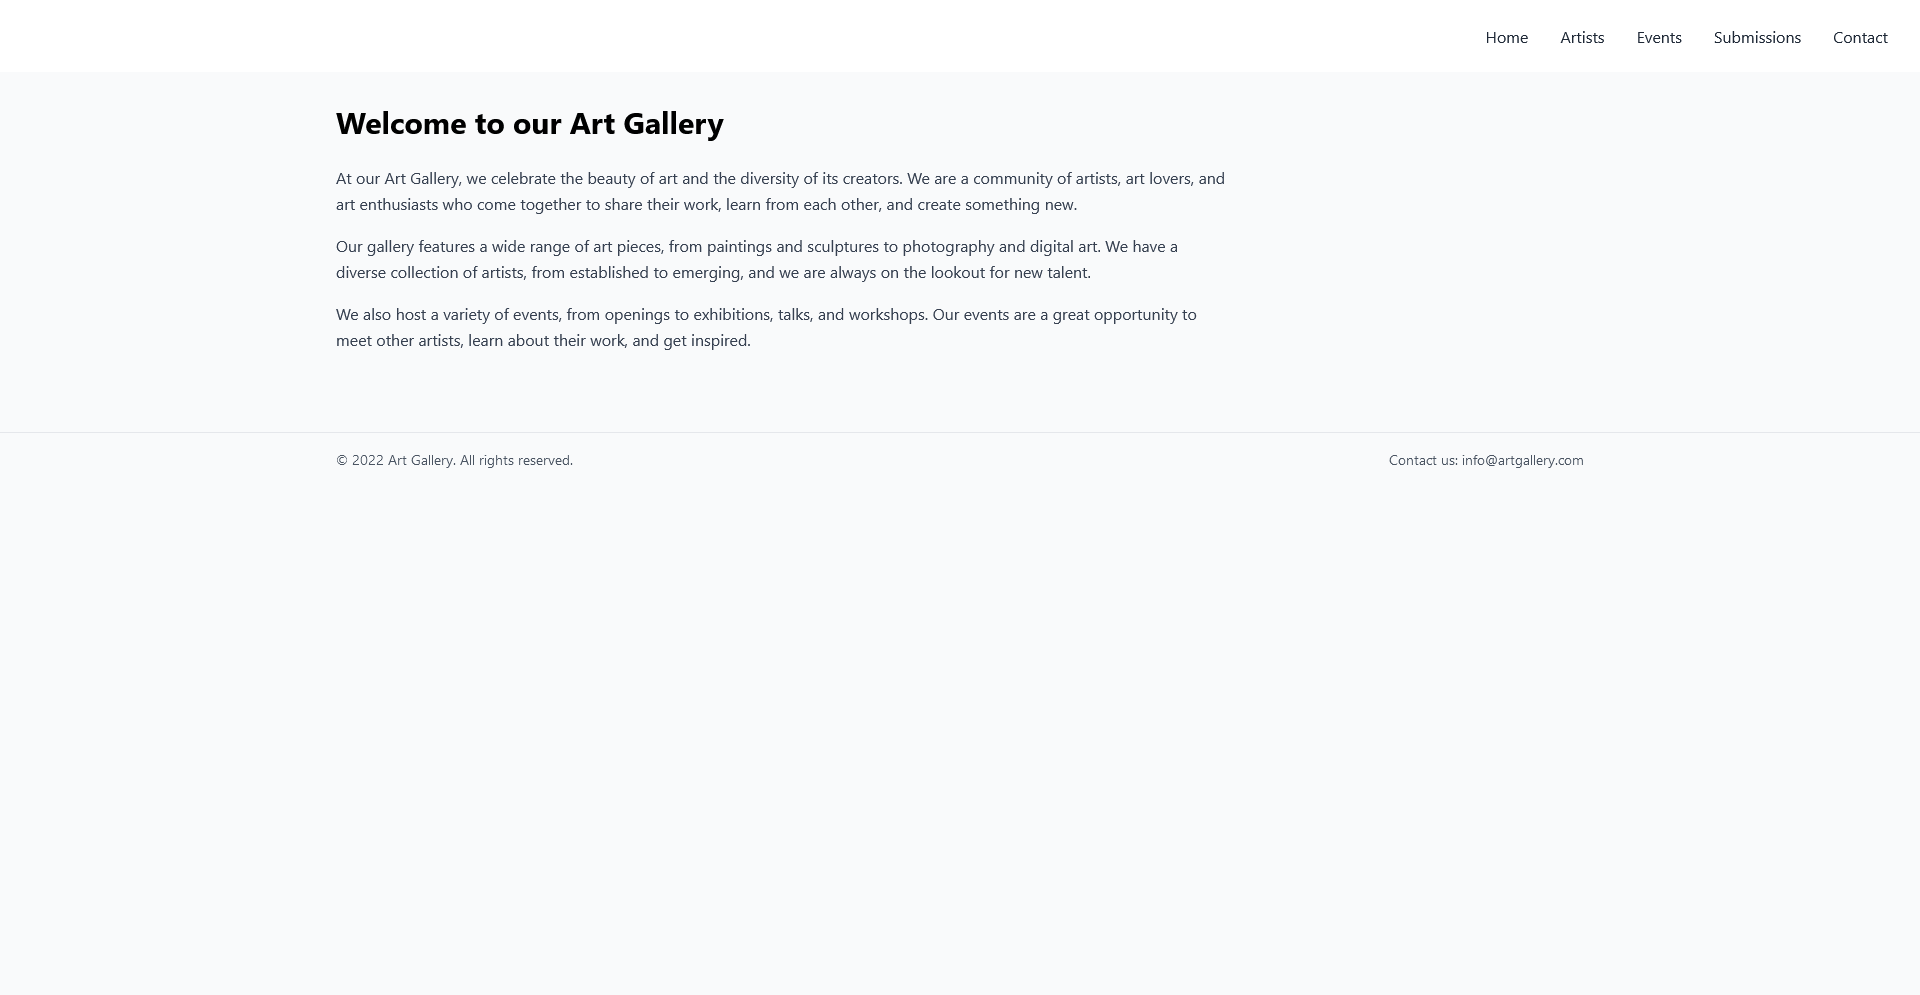 Home Artists Events Submissions Contact
Welcome to our Art Gallery
At our Art Gallery, we celebrate the beauty of art and the diversity of its creators. We are a community of artists, art lovers, and
art enthusiasts who come together to share their work, learn from each other, and create something new.
Our gallery features a wide range of art pieces, from paintings and sculptures to photography and digital art. We have a
diverse collection of artists, from established to emerging, and we are always on the lookout for new talent.
We also host a variety of events, from openings to exhibitions, talks, and workshops. Our events are a great opportunity to
meet other artists, learn about their work, and get inspired.
© 2022 Art Gallery. All rights reserved. Contact us: info@artgallery.com